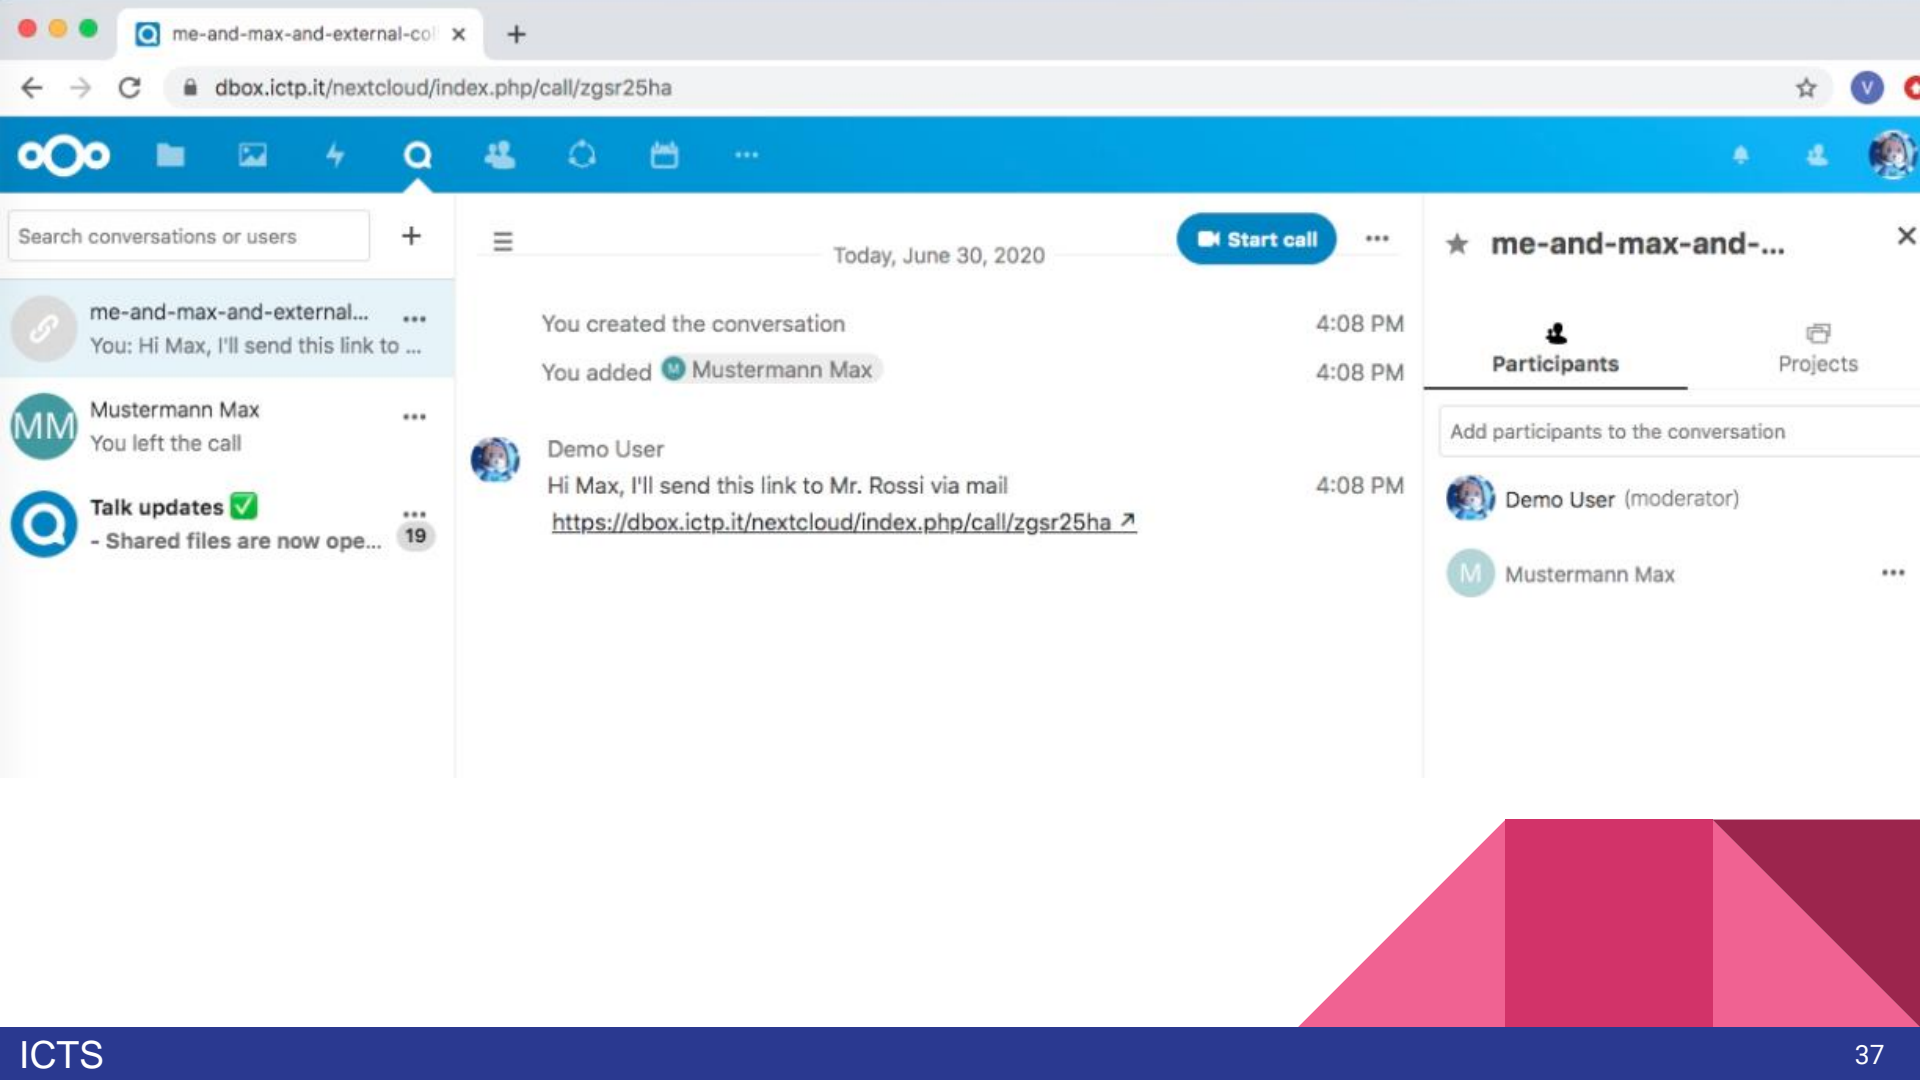 me-and-max-and-external-col
dbox.ictp.it/nextcloud/index.php/call/zgsr25ha
V
Search conversations or users
me-and-max-and-external...
You: Hi Max, I'll send this link to ...
MM
Mustermann Max
You left the call
Talk updates ✅
- Shared files are now ope...
19
Today, June 30, 2020
Start call
You created the conversation 4:08 PM
You added M Mustermann Max 4:08 PM
Demo User
Hi Max, I'll send this link to Mr. Rossi via mail 4:08 PM
https://dbox.ictp.it/nextcloud/index.php/call/zgsr25ha ↗
me-and-max-and-...
Participants Projects
Add participants to the conversation
Demo User (moderator)
M Mustermann Max
ICTS
37